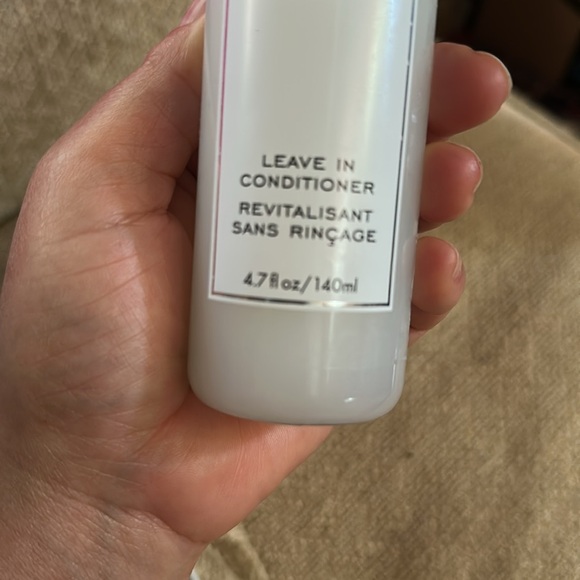 LEAVE IN
CONDITIONER
REVITALISANT
SANS RINÇAGE
4.7 fl oz/140ml